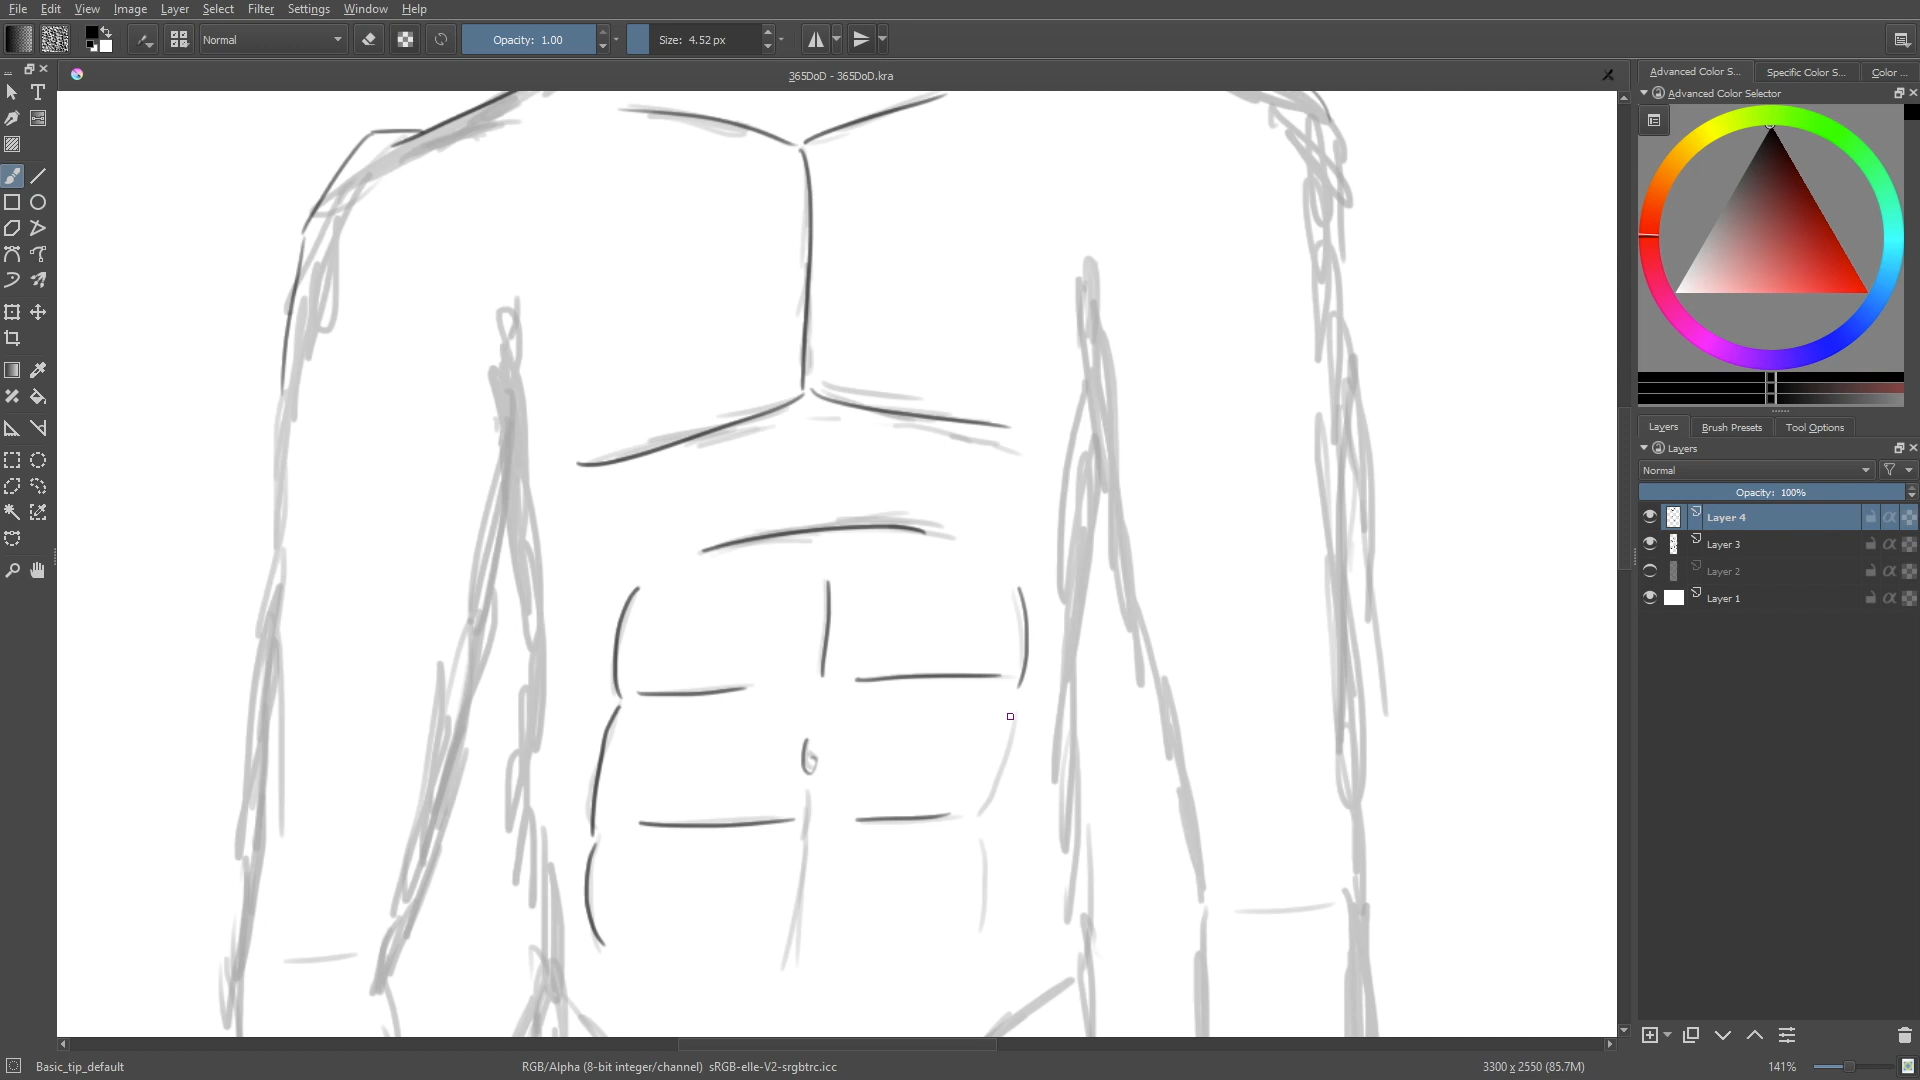 File Edit View Image Layer Select Filter Settings Window Help
Normal Opacity: 1.00 Size: 4.52 px
365DoD - 365DoD.kra
Advanced Color S... Specific Color S... Color ...
Advanced Color Selector
Layers Brush Presets Tool Options
Layers
Normal
Opacity: 100%
Layer 4
Layer 3
Layer 2
Layer 1
Basic_tip_default RGB/Alpha (8-bit integer/channel) sRGB-elle-V2-srgbtrc.icc 3300 x 2550 (85.7M) 141%